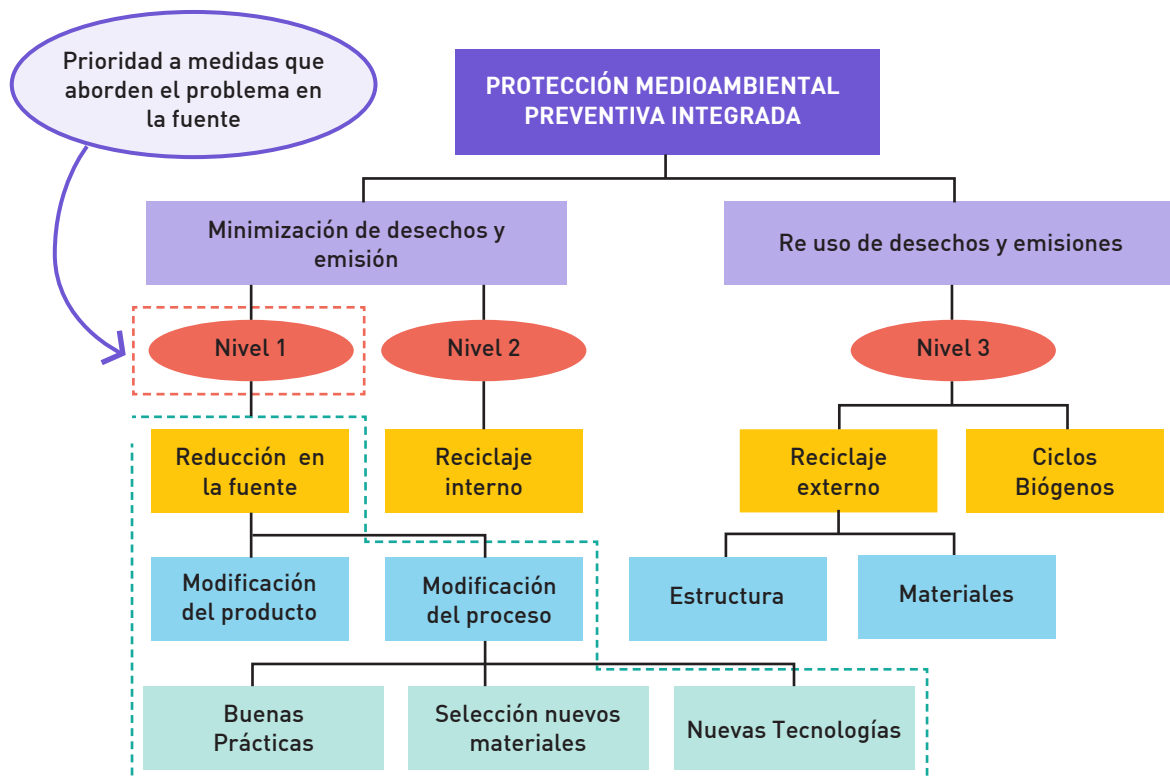 Prioridad a medidas que
aborden el problema en
la fuente
PROTECCIÓN MEDIOAMBIENTAL
PREVENTIVA INTEGRADA
Minimización de desechos y
emisión
Re uso de desechos y emisiones
Nivel 1
Nivel 2
Nivel 3
Reducción en
la fuente
Reciclaje
interno
Reciclaje
externo
Ciclos
Biógenos
Modificación
del producto
Modificación
del proceso
Estructura
Materiales
Buenas
Prácticas
Selección nuevos
materiales
Nuevas Tecnologías